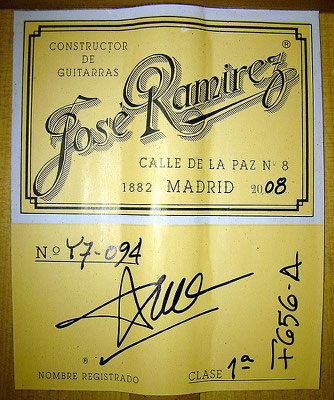 CONSTRUCTOR
DE
GUITARRAS
José Ramirez ®
CALLE DE LA PAZ Nº 8
1882 MADRID 2008
Nº Y7-094
® NOMBRE REGISTRADO
CLASE 1ª
T656-A